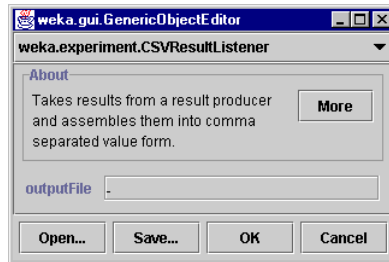 weka.gui.GenericObjectEditor
weka.experiment.CSVResultListener
About
Takes results from a result producer
and assembles them into comma
separated value form.
More
outputFile -
Open... Save... OK Cancel